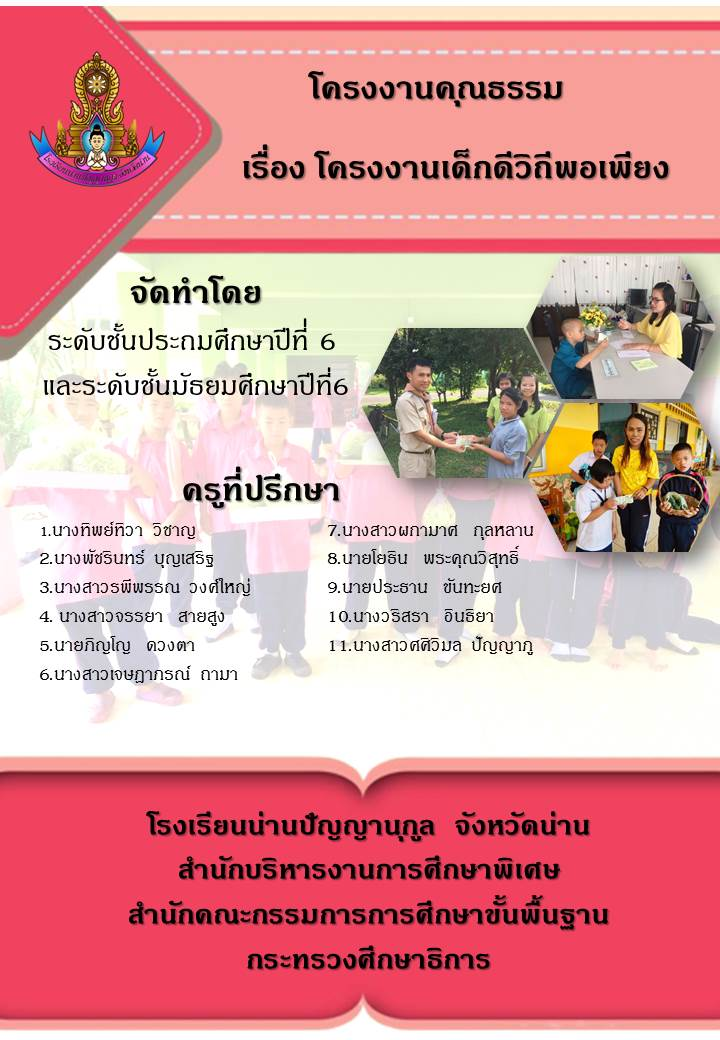 โครงงานคุณธรรม
เรื่อง โครงงานเด็กดีวิถีพอเพียง
จัดทำโดย
ระดับชั้นประถมศึกษาปีที่ 6
และระดับชั้นมัธยมศึกษาปีที่6
ครูที่ปรึกษา
1.นางทิพย์ทิวา วิชาญ
2.นางพัชรินทร์ บุญเสริฐ
3.นางสาวรพีพรรณ วงศ์ใหญ่
4. นางสาวจรรยา สายสูง
5.นายภิญโญ ดวงตา
6.นางสาวเจษฎาภรณ์ ถามา
7.นางสาวผกามาศ กุลหลาน
8.นายโยธิน พระคุณวิสุทธิ์
9.นายประธาน ขันทะยศ
10.นางวริสรา อินธิยา
11.นางสาวศศิวิมล ปัญญาภู
โรงเรียนน่านปัญญานุกูล จังหวัดน่าน
สำนักบริหารงานการศึกษาพิเศษ
สำนักคณะกรรมการการศึกษาขั้นพื้นฐาน
กระทรวงศึกษาธิการ